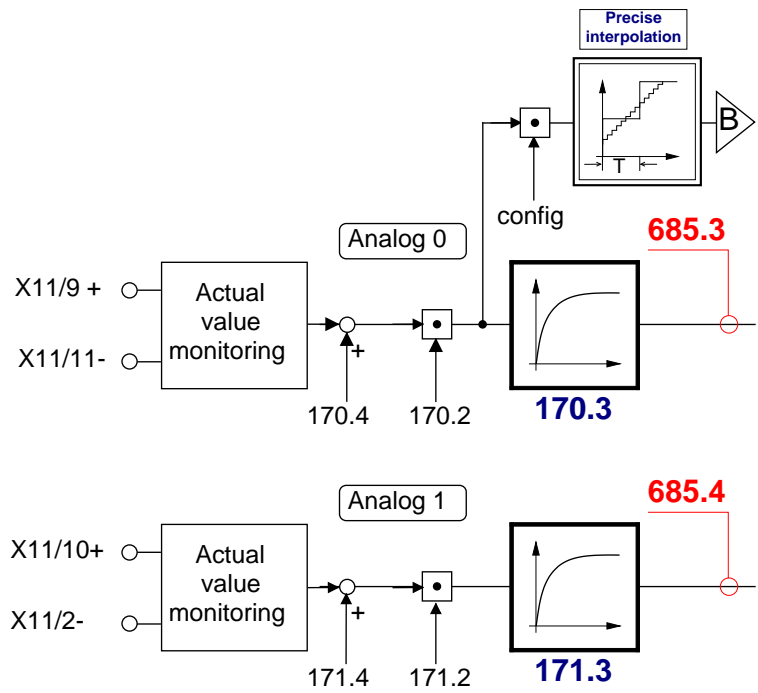 Precise
interpolation
B
T
config
Analog 0
685.3
X11/9 +
Actual
value
monitoring
X11/11-
+
170.4
170.2
170.3
Analog 1
685.4
X11/10+
Actual
value
monitoring
X11/2-
+
171.4
171.2
171.3